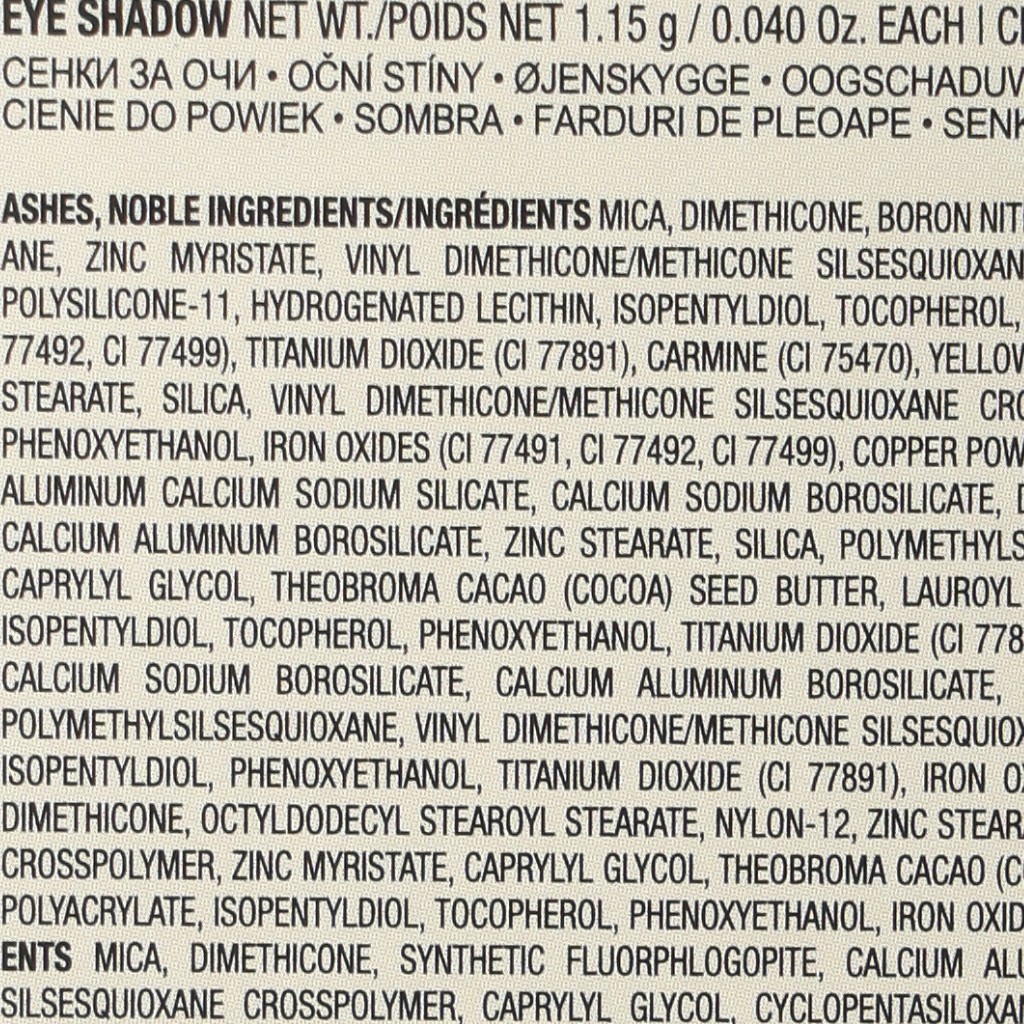 EYE SHADOW NET WT./POIDS NET 1.15 g / 0.040 Oz. EACH |
СЕНКИ ЗА ОЧИ • OČNÍ STÍNY • ØJENSKYGGE •
CIENIE DO POWIEK • SOMBRA • FARDURI DE PLEOAPE •
ASHES, NOBLE INGREDIENTS/INGRÉDIENTS MICA, DIMETHICONE, BORON
ANE, ZINC MYRISTATE, VINYL DIMETHICONE/METHICONE
POLYSILICONE-11, HYDROGENATED LECITHIN, ISOPENTYLDIOL, TOCOPHEROL,
77492, CI 77499), TITANIUM DIOXIDE (CI 77891), CARMINE (CI 75470),
STEARATE, SILICA, VINYL DIMETHICONE/METHICONE SILSESQUIOXANE
PHENOXYETHANOL, IRON OXIDES (CI 77491, CI 77492, CI 77499), COPPER
ALUMINUM CALCIUM SODIUM SILICATE, CALCIUM SODIUM BOROSILICATE,
CALCIUM ALUMINUM BOROSILICATE, ZINC STEARATE, SILICA,
CAPRYLYL GLYCOL, THEOBROMA CACAO (COCOA) SEED BUTTER, LAUROYL
ISOPENTYLDIOL, TOCOPHEROL, PHENOXYETHANOL, TITANIUM DIOXIDE (CI
CALCIUM SODIUM BOROSILICATE, CALCIUM ALUMINUM BOROSILICATE,
POLYMETHYLSILSESQUIOXANE, VINYL DIMETHICONE/METHICONE
ISOPENTYLDIOL, PHENOXYETHANOL, TITANIUM DIOXIDE (CI 77891), IRON
DIMETHICONE, OCTYLDODECYL STEAROYL STEARATE, NYLON-12, ZINC
CROSSPOLYMER, ZINC MYRISTATE, CAPRYLYL GLYCOL, THEOBROMA CACAO
POLYACRYLATE, ISOPENTYLDIOL, TOCOPHEROL, PHENOXYETHANOL, IRON
ENTS MICA, DIMETHICONE, SYNTHETIC FLUORPHLOGOPITE, CALCIUM
SILSESQUIOXANE CROSSPOLYMER, CAPRYLYL GLYCOL,